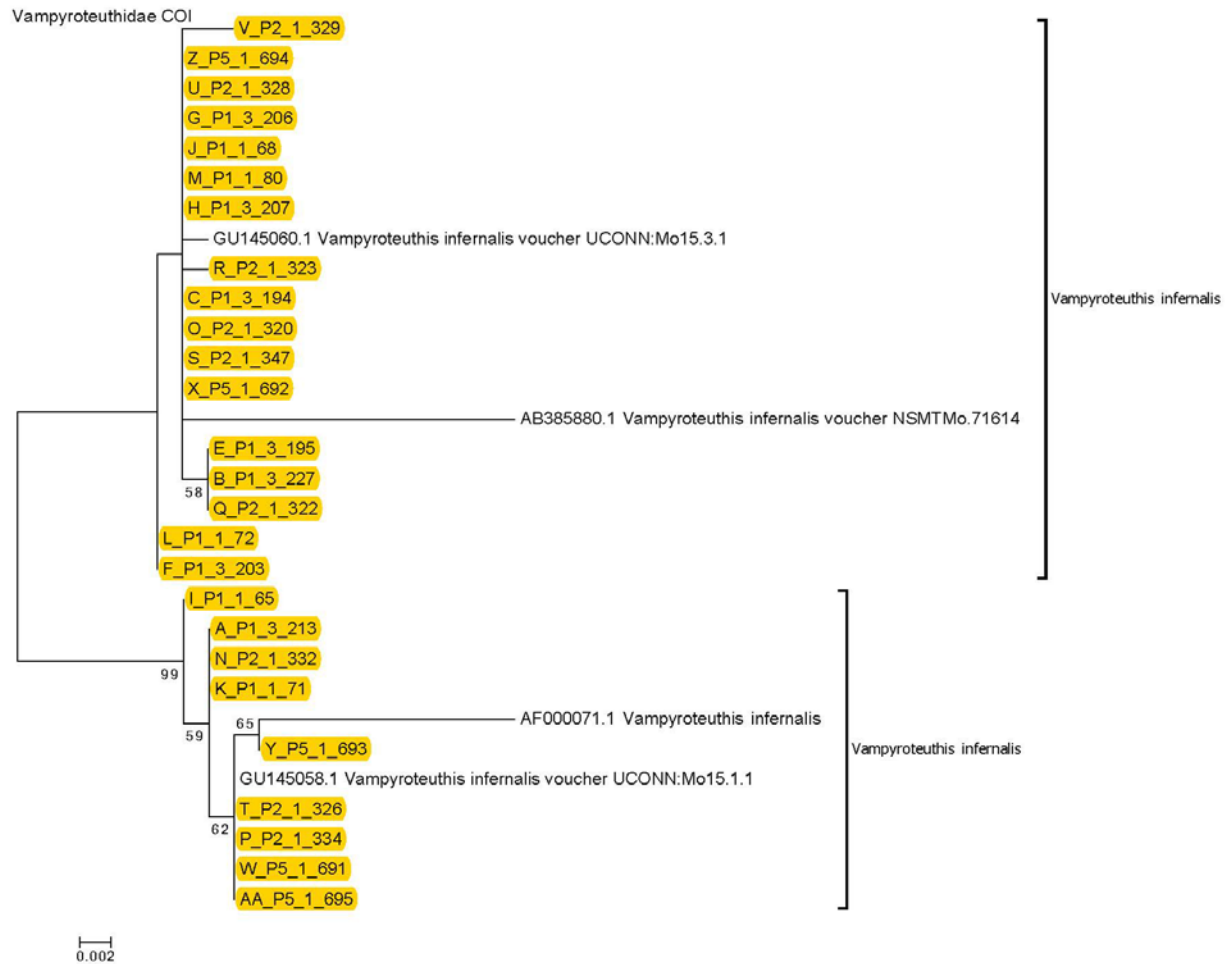 Vampyroteuthidae COI
V_P2_1_329
Z_P5_1_694
U_P2_1_328
G_P1_3_206
J_P1_1_68
M_P1_1_80
H_P1_3_207
GU145060.1 Vampyroteuthis infernalis voucher UCONN:Mo15.3.1
R_P2_1_323
C_P1_3_194
Vampyroteuthis infernalis
O_P2_1_320
S_P2_1_347
X_P5_1_692
AB385880.1 Vampyroteuthis infernalis voucher NSMTMo.71614
E_P1_3_195
B_P1_3_227
58
Q_P2_1_322
L_P1_1_72
F_P1_3_203
I_P1_1_65
A_P1_3_213
N_P2_1_332
99
K_P1_1_71
65
AF000071.1 Vampyroteuthis infernalis
59
Y_P5_1_693
Vampyroteuthis infernalis
GU145058.1 Vampyroteuthis infernalis voucher UCONN:Mo15.1.1
T_P2_1_326
62
P_P2_1_334
W_P5_1_691
AA_P5_1_695
0.002